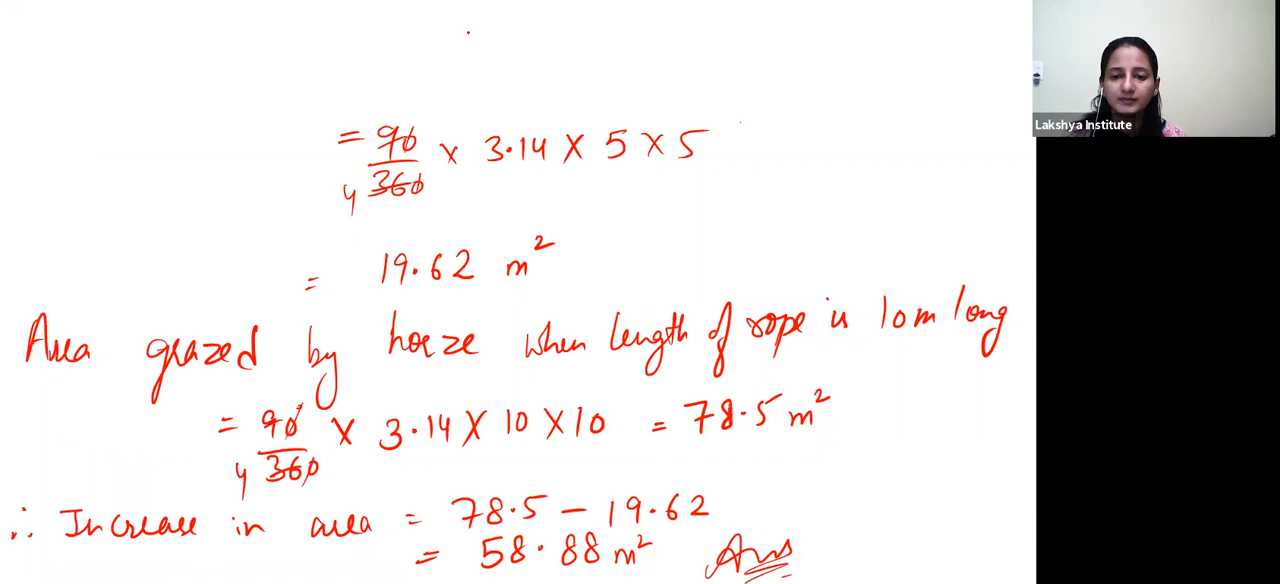 = 90/360 × 3.14 × 5 × 5
4
= 19.62 m²
Area grazed by horze when length of rope is 10m long
= 90/360 × 3.14 × 10 × 10 = 78.5 m²
4
∴ Increase in area = 78.5 – 19.62
= 58.88 m² Ans
Lakshya Institute